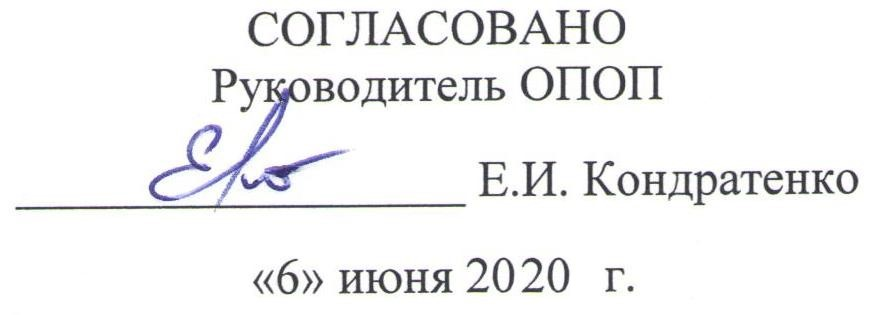 СОГЛАСОВАНО
Руководитель ОПОП
Е.И. Кондратенко
«6» июня 2020 г.